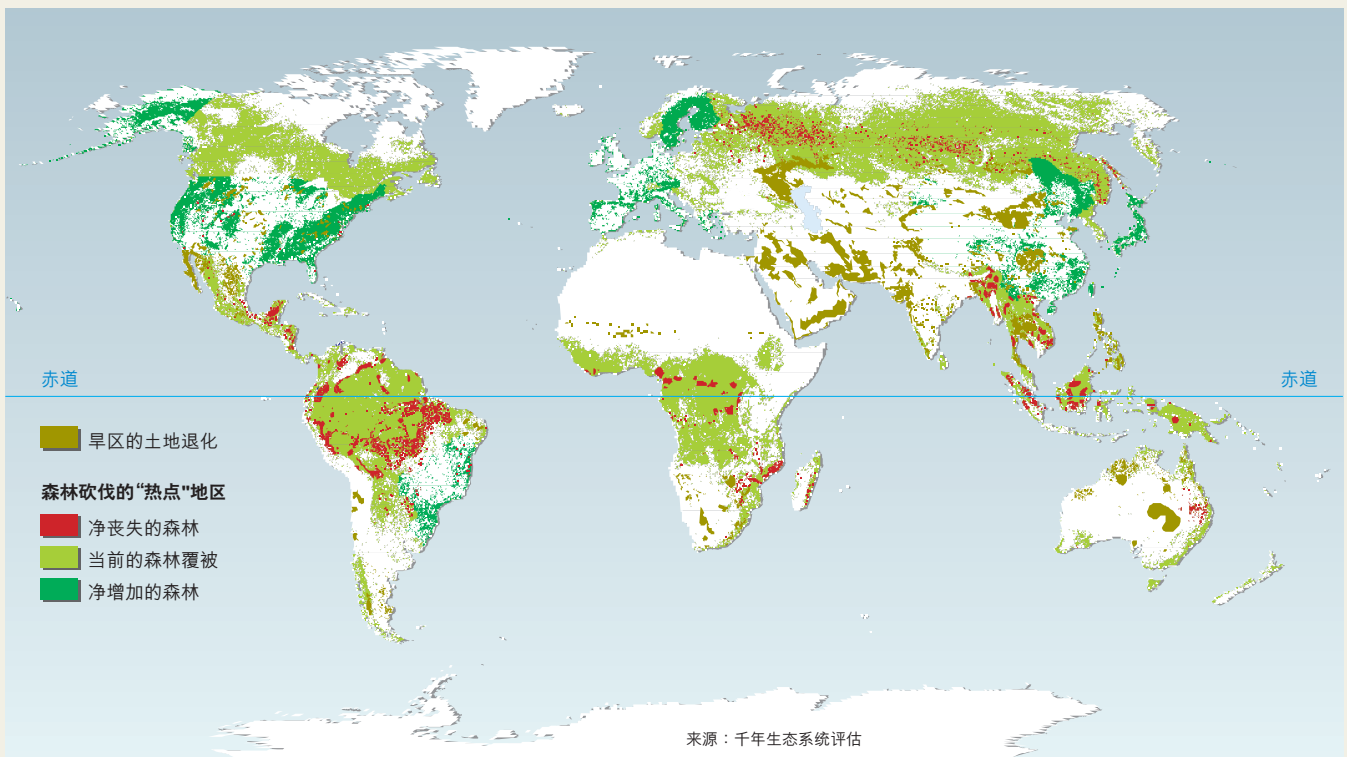 赤道
赤道
旱区的土地退化
森林砍伐的“热点"地区
净丧失的森林
当前的森林覆被
净增加的森林
来源：千年生态系统评估